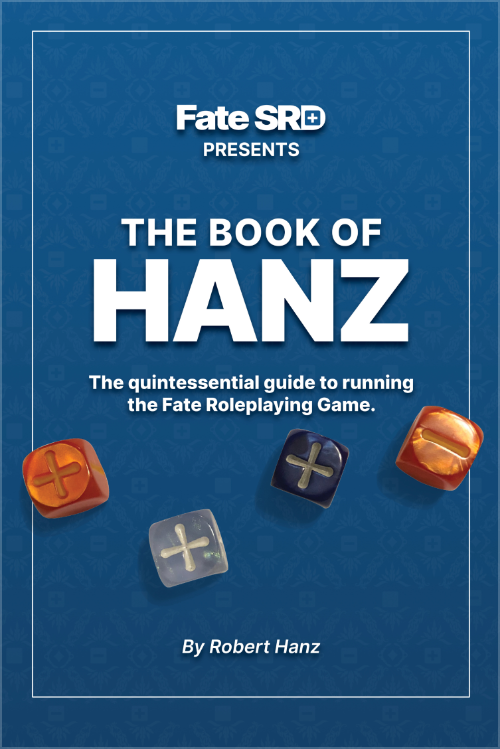 Fate SRD
PRESENTS
THE BOOK OF
HANZ
The quintessential guide to running
the Fate Roleplaying Game.
By Robert Hanz